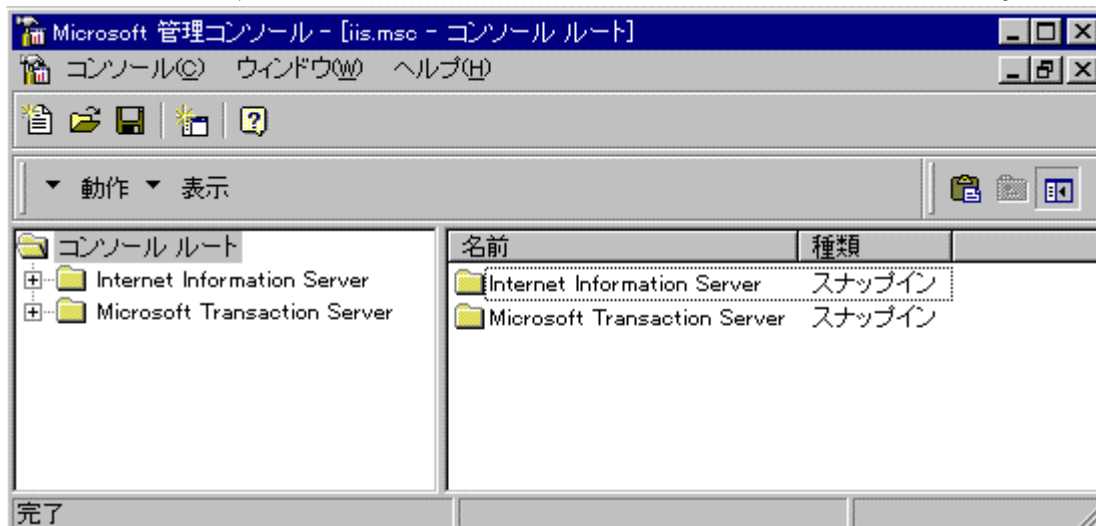 Microsoft 管理コンソール - [iis.msc - コンソール ルート]
コンソール(C) ウィンドウ(W) ヘルプ(H)
動作 表示
コンソール ルート
Internet Information Server
Microsoft Transaction Server
名前 種類
Internet Information Server スナップイン
Microsoft Transaction Server スナップイン
完了